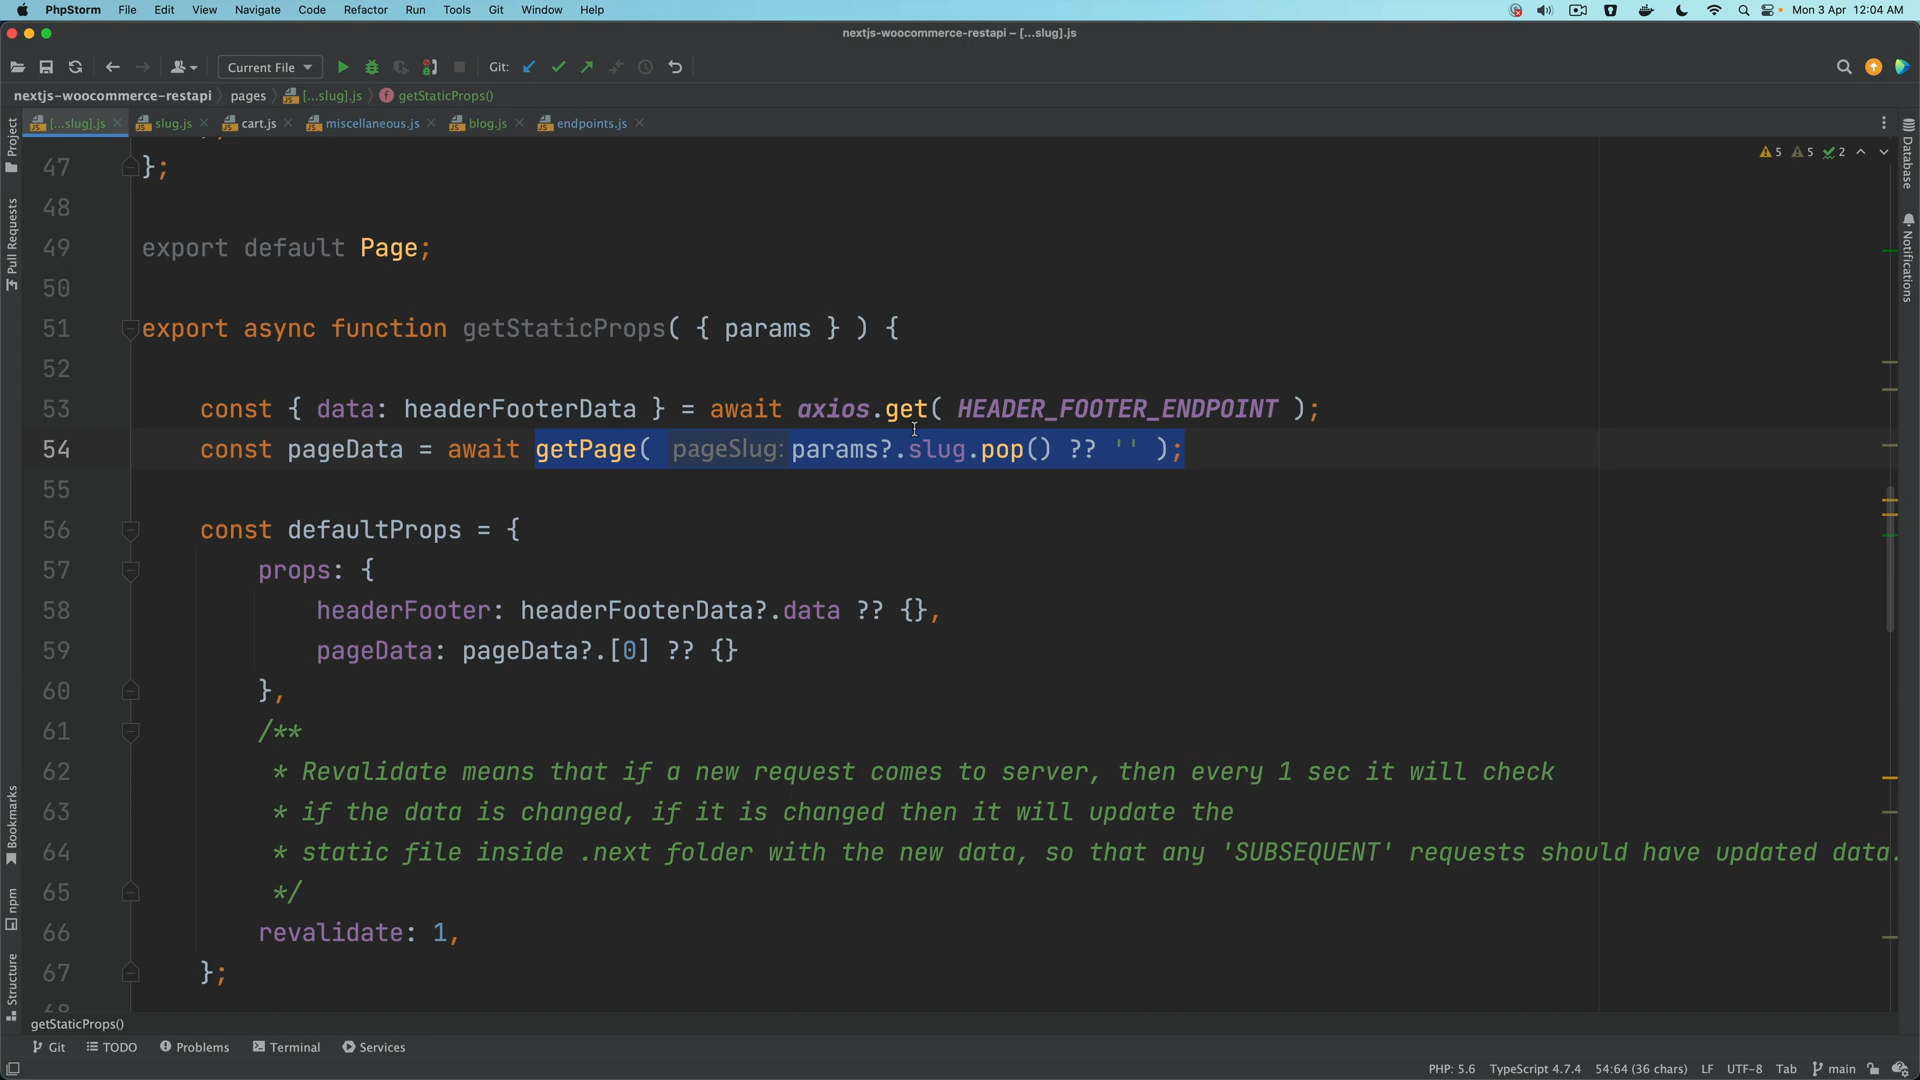 PhpStorm File Edit View Navigate Code Refactor Run Tools Git Window Help Mon 3 Apr 12:04 AM
nextjs-woocommerce-restapi – [...slug].js
Current File Git:
nextjs-woocommerce-restapi pages [...slug].js getStaticProps()
[...slug].js slug.js cart.js miscellaneous.js blog.js endpoints.js
Project
Pull Requests
Bookmarks
npm
Structure
Database
Notifications
5 5 2
47 };
48
49 export default Page;
50
51 export async function getStaticProps( { params } ) {
52
53 const { data: headerFooterData } = await axios.get( HEADER_FOOTER_ENDPOINT );
54 const pageData = await getPage( pageSlug: params?.slug.pop() ?? '' );
55
56 const defaultProps = {
57 props: {
58 headerFooter: headerFooterData?.data ?? {},
59 pageData: pageData?.[0] ?? {}
60 },
61 /**
62 * Revalidate means that if a new request comes to server, then every 1 sec it will check
63 * if the data is changed, if it is changed then it will update the
64 * static file inside .next folder with the new data, so that any 'SUBSEQUENT' requests should have updated data.
65 */
66 revalidate: 1,
67 };
68
getStaticProps()
Git TODO Problems Terminal Services
PHP: 5.6 TypeScript 4.7.4 54:64 (36 chars) LF UTF-8 Tab main